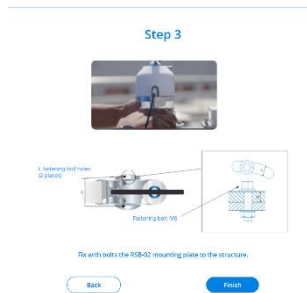 Step 3
L fastening bolt holes
(2 places)
Fastening bolt M6
Fix with bolts the RSB-02 mounting plate to the structure.
Back
Finish